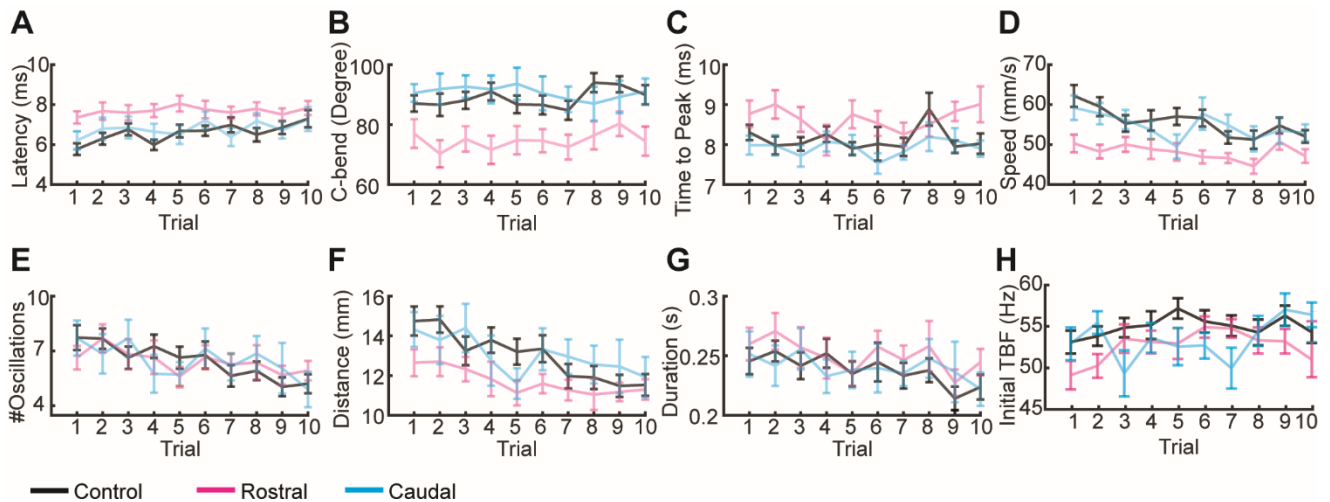 A
Latency (ms)
10
8
6
4
1 2 3 4 5 6 7 8 9 10
Trial
B
C-bend (Degree)
100
80
60
1 2 3 4 5 6 7 8 9 10
Trial
C
Time to Peak (ms)
10
9
8
7
1 2 3 4 5 6 7 8 9 10
Trial
D
Speed (mm/s)
70
60
50
40
1 2 3 4 5 6 7 8 9 10
Trial
E
#Oscillations
10
7
4
1 2 3 4 5 6 7 8 9 10
Trial
F
Distance (mm)
16
14
12
10
1 2 3 4 5 6 7 8 9 10
Trial
G
Duration (s)
0.3
0.25
0.2
1 2 3 4 5 6 7 8 9 10
Trial
H
Initial TBF (Hz)
60
55
50
45
1 2 3 4 5 6 7 8 9 10
Trial
Control Rostral Caudal